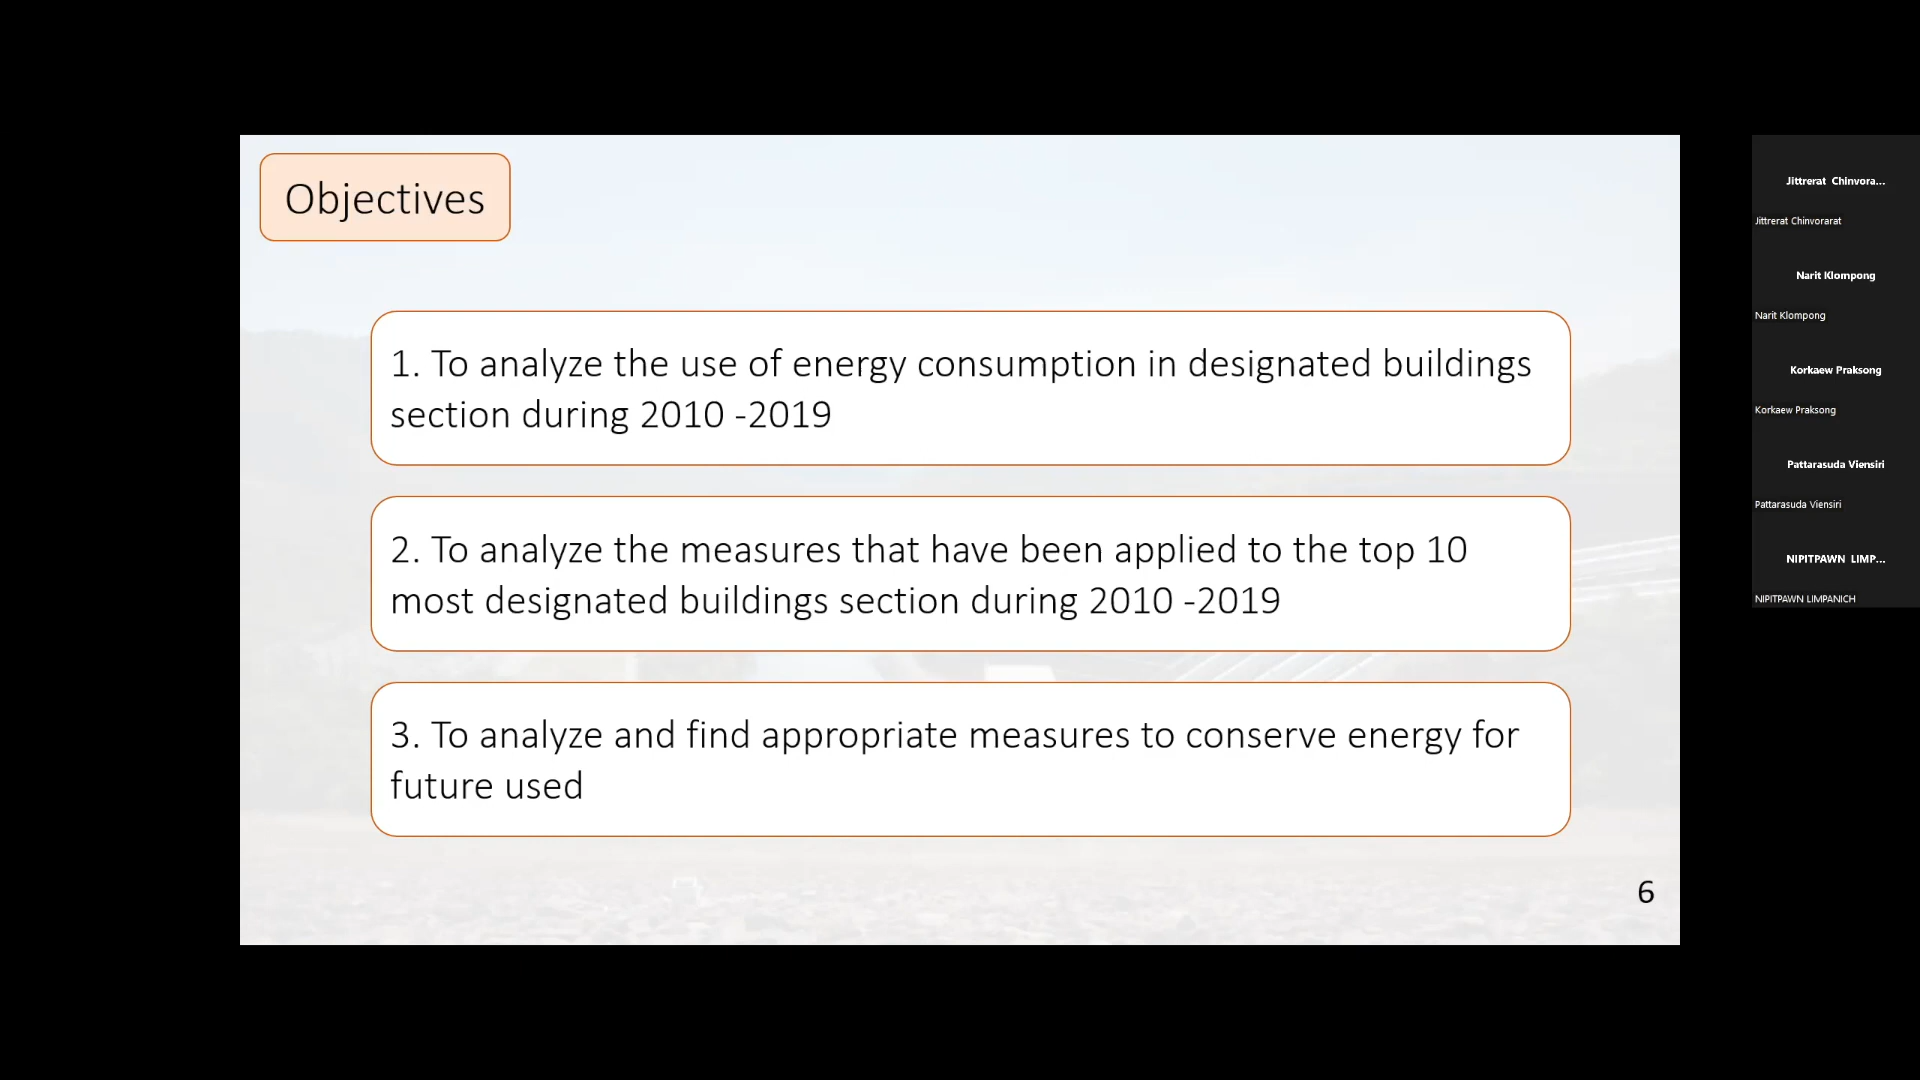 Objectives
1. To analyze the use of energy consumption in designated buildings
section during 2010 -2019
2. To analyze the measures that have been applied to the top 10
most designated buildings section during 2010 -2019
3. To analyze and find appropriate measures to conserve energy for
future used
6
Jittrerat Chinvora...
Jittrerat Chinvorarat
Narit Klompong
Narit Klompong
Korkaew Praksong
Korkaew Praksong
Pattarasuda Viensiri
Pattarasuda Viensiri
NIPITPAWN LIMP...
NIPITPAWN LIMPANICH